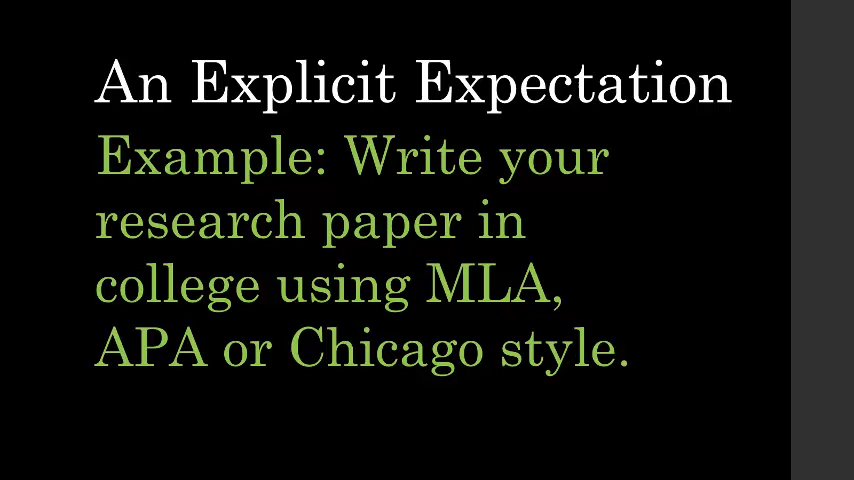 An Explicit Expectation
Example: Write your
research paper in
college using MLA,
APA or Chicago style.